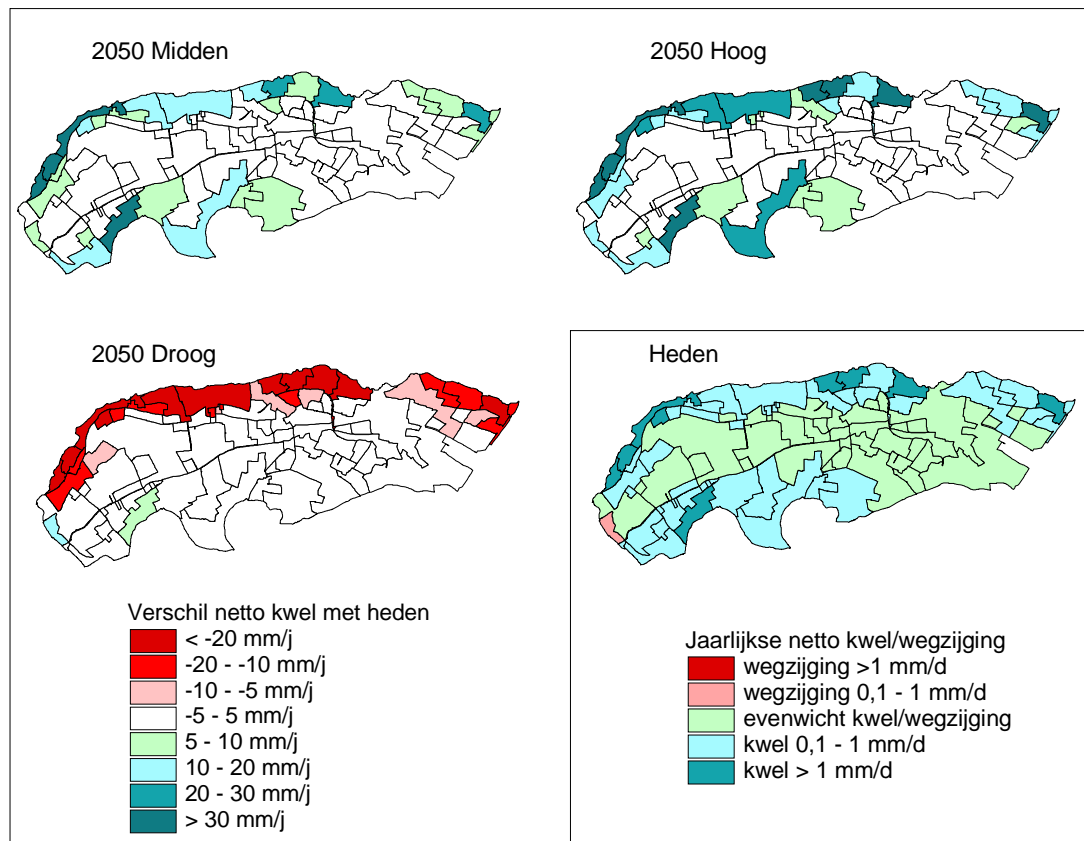 2050 Midden
2050 Hoog
2050 Droog
Heden
Verschil netto kwel met heden
< -20 mm/j
-20 - -10 mm/j
-10 - -5 mm/j
-5 - 5 mm/j
5 - 10 mm/j
10 - 20 mm/j
20 - 30 mm/j
> 30 mm/j
Jaarlijkse netto kwel/wegzijging
wegzijging >1 mm/d
wegzijging 0,1 - 1 mm/d
evenwicht kwel/wegzijging
kwel 0,1 - 1 mm/d
kwel > 1 mm/d